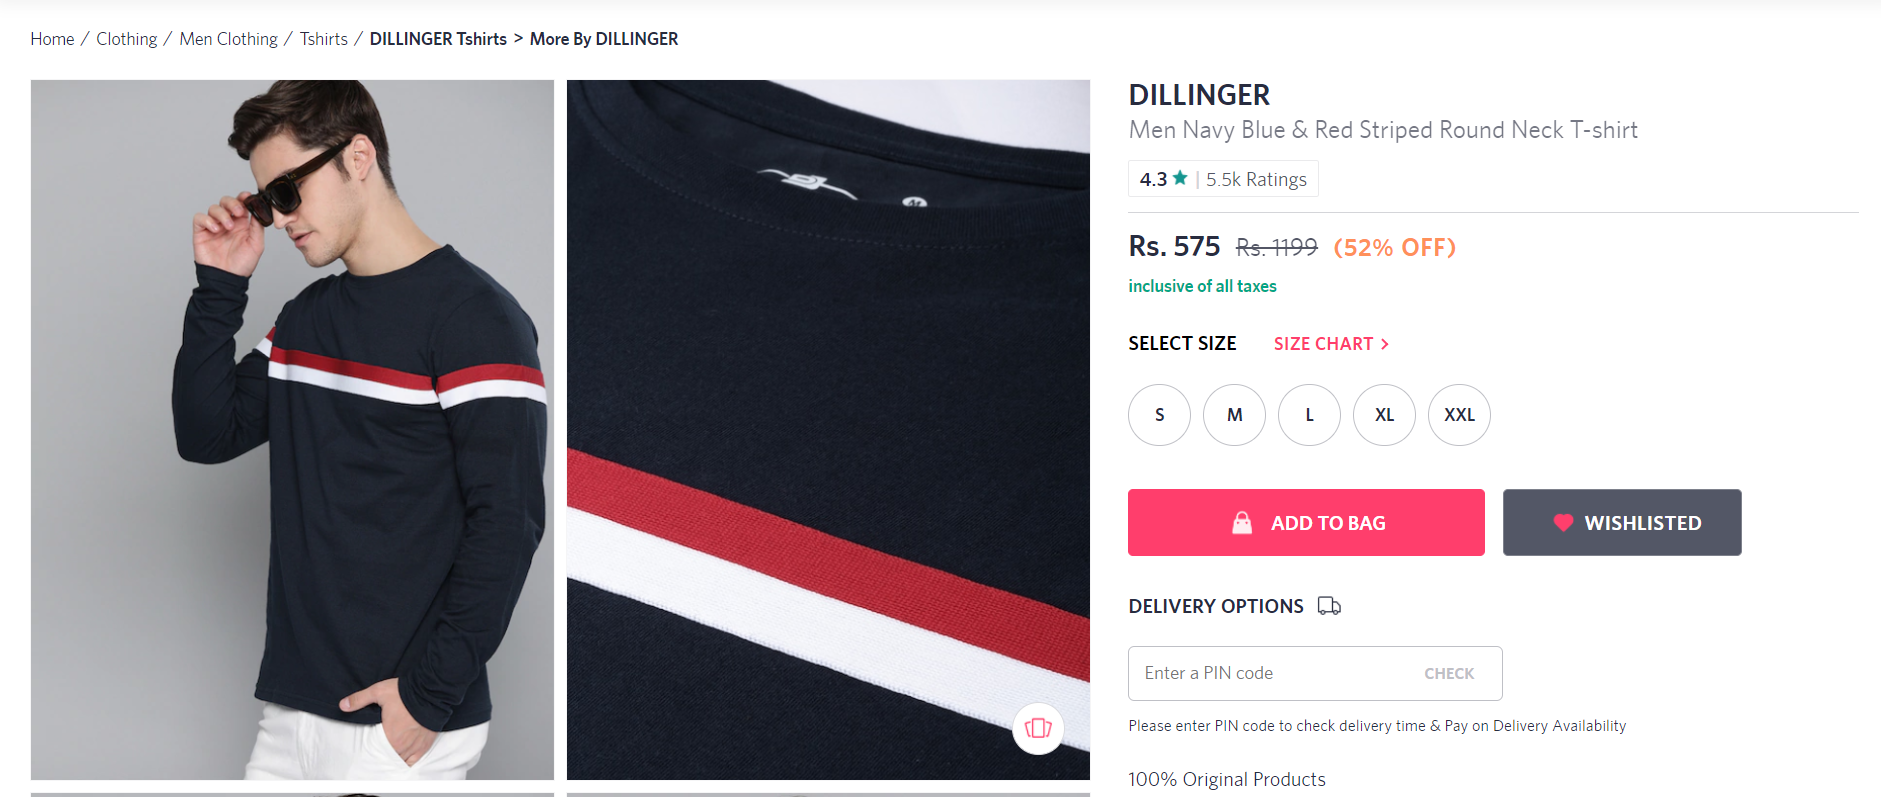 Home / Clothing / Men Clothing / Tshirts / DILLINGER Tshirts > More By DILLINGER
DILLINGER
Men Navy Blue & Red Striped Round Neck T-shirt
4.3 ★ | 5.5k Ratings
Rs. 575 Rs. 1199 (52% OFF)
inclusive of all taxes
SELECT SIZE SIZE CHART >
S M L XL XXL
ADD TO BAG WISHLISTED
DELIVERY OPTIONS
Enter a PIN code CHECK
Please enter PIN code to check delivery time & Pay on Delivery Availability
100% Original Products